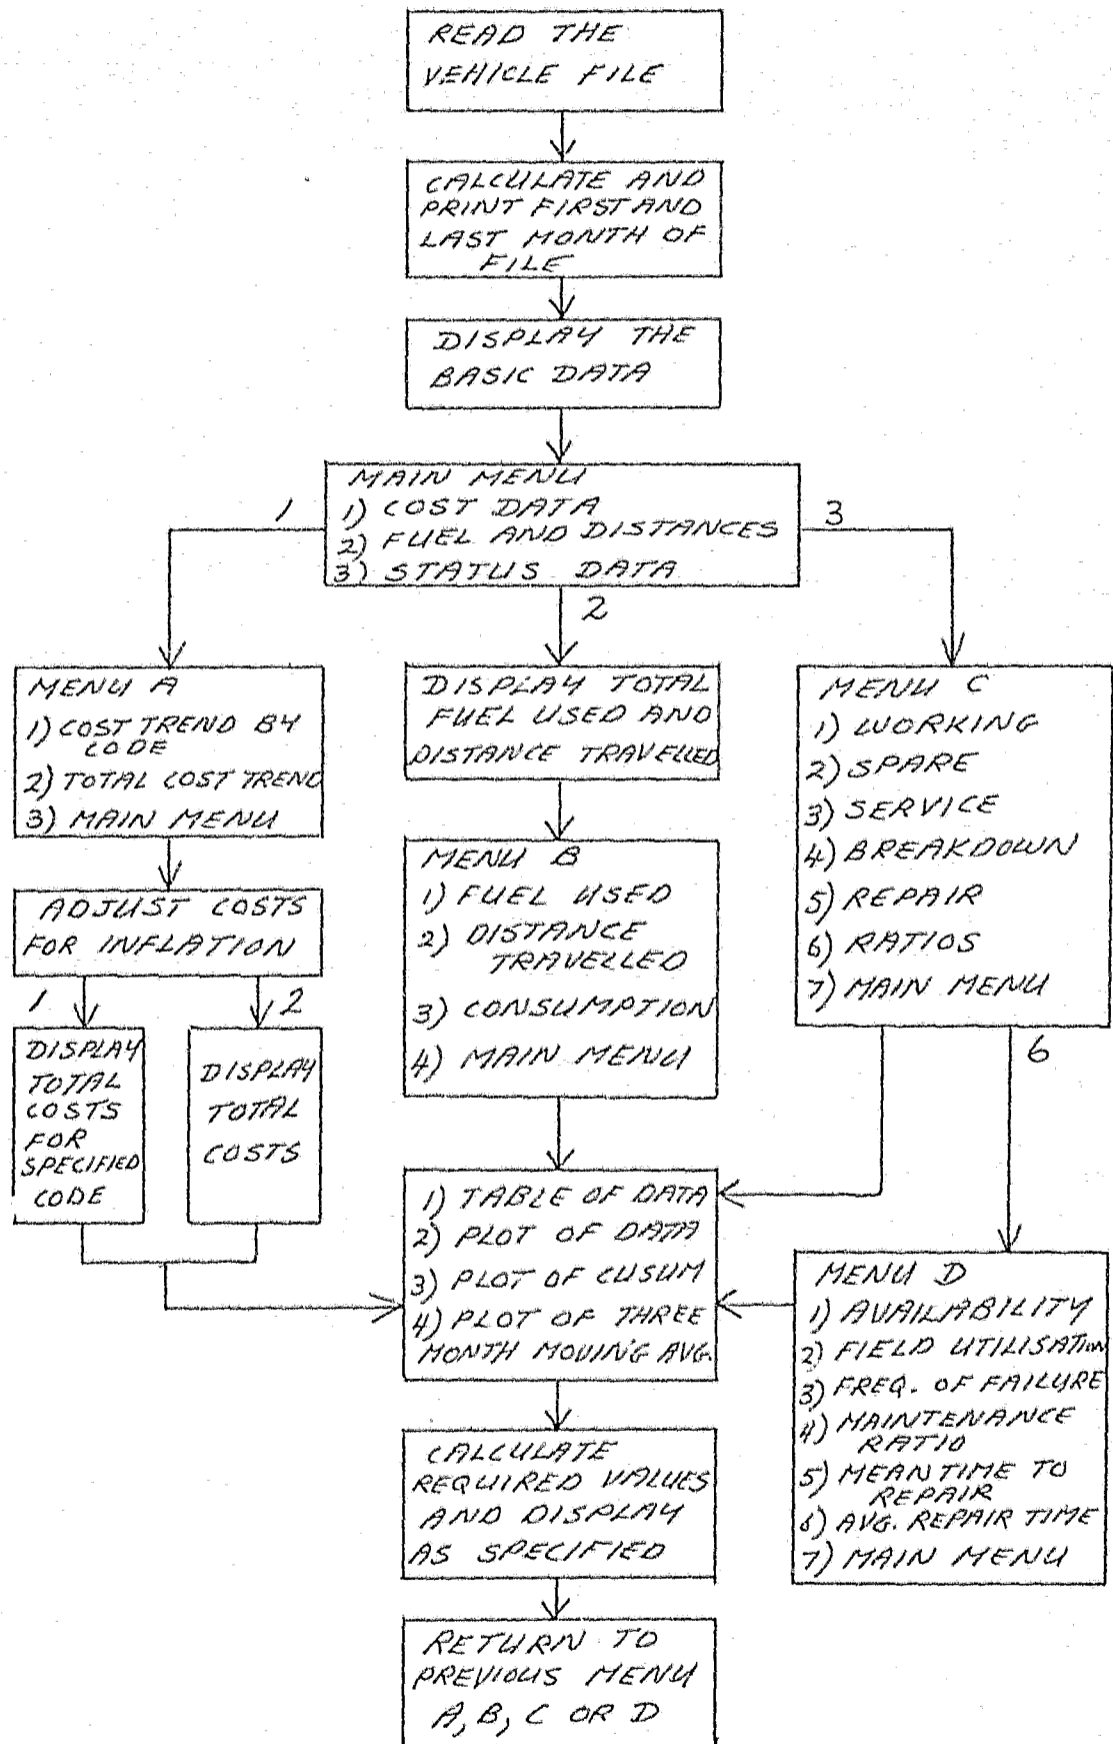 READ THE
VEHICLE FILE
CALCULATE AND
PRINT FIRST AND
LAST MONTH OF
FILE
DISPLAY THE
BASIC DATA
MAIN MENU
1) COST DATA
2) FUEL AND DISTANCES
3) STATUS DATA
1
3
2
MENU A
1) COST TREND BY
CODE
2) TOTAL COST TREND
3) MAIN MENU
ADJUST COSTS
FOR INFLATION
1
2
DISPLAY
TOTAL
COSTS
FOR
SPECIFIED
CODE
DISPLAY
TOTAL
COSTS
DISPLAY TOTAL
FUEL USED AND
DISTANCE TRAVELLED
MENU B
1) FUEL USED
2) DISTANCE
TRAVELLED
3) CONSUMPTION
4) MAIN MENU
MENU C
1) WORKING
2) SPARE
3) SERVICE
4) BREAKDOWN
5) REPAIR
6) RATIOS
7) MAIN MENU
6
MENU D
1) AVAILABILITY
2) FIELD UTILISATION
3) FREQ. OF FAILURE
4) MAINTENANCE
RATIO
5) MEAN TIME TO
REPAIR
6) AVG. REPAIR TIME
7) MAIN MENU
1) TABLE OF DATA
2) PLOT OF DATA
3) PLOT OF CUSUM
4) PLOT OF THREE
MONTH MOVING AVG.
CALCULATE
REQUIRED VALUES
AND DISPLAY
AS SPECIFIED
RETURN TO
PREVIOUS MENU
A, B, C OR D